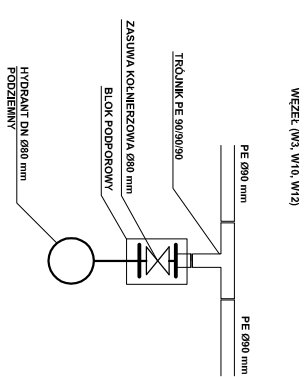 WĘZEŁ (W3, W10, W12)
PE Ø90 mm
PE Ø90 mm
TRÓJNIK PE 90/90/90
ZASUWA KOŁNIERZOWA Ø80 mm
BLOK PODPOROWY
HYDRANT DN Ø80 mm
PODZIEMNY